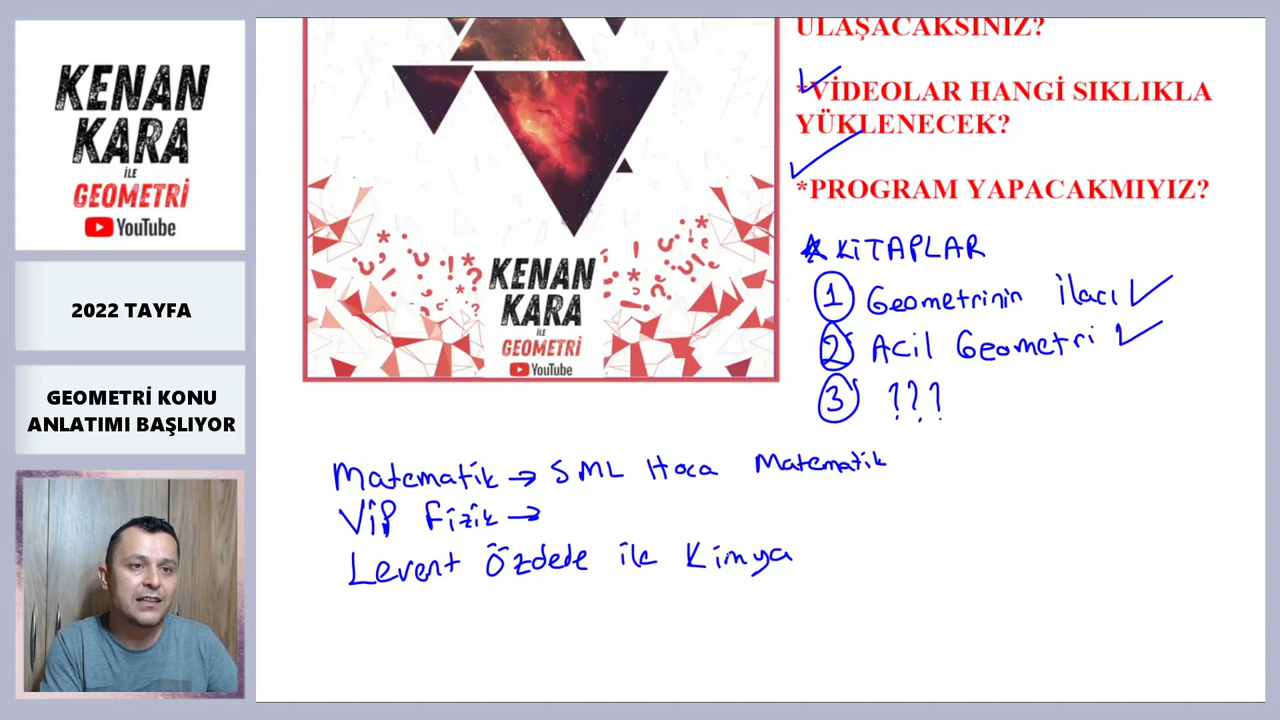 KENAN
KARA
İLE
GEOMETRİ
YouTube
2022 TAYFA
GEOMETRİ KONU
ANLATIMI BAŞLIYOR
KENAN
KARA
İLE
GEOMETRİ
YouTube
ULAŞACAKSINIZ?
*VİDEOLAR HANGİ SIKLIKLA
YÜKLENECEK?
*PROGRAM YAPACAKMIYIZ?
* KİTAPLAR
1 Geometrinin ilacı
2 Acil Geometri
3 ???
Matematik → SML Hoca Matematik
VİP Fizik →
Levent Özdede ile Kimya